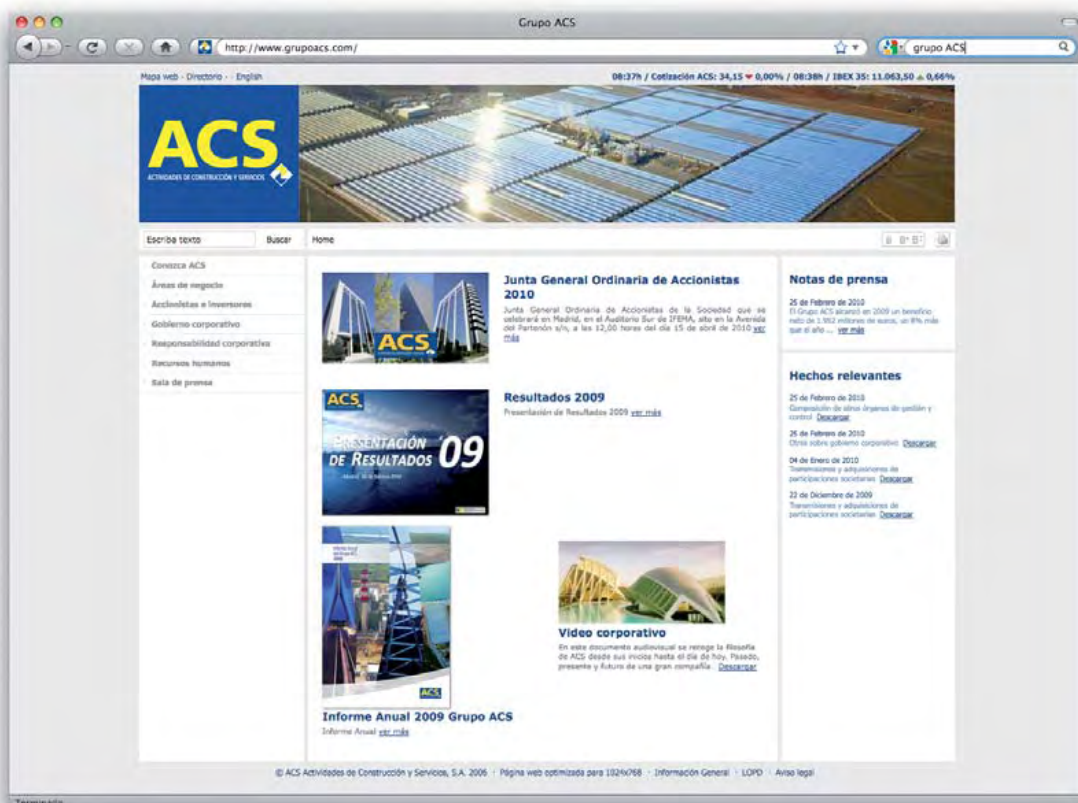 Grupo ACS
http://www.grupoacs.com/
grupo ACS
Mapa web - Directorio - - English
08:37h / Cotización ACS: 34,15 0,00% / 08:38h / IBEX 35: 11.063,50 0,66%
ACS
ACTIVIDADES DE CONSTRUCCIÓN Y SERVICIOS
Escriba texto
Buscar
Home
Conozca ACS
Áreas de negocio
Accionistas e inversores
Gobierno corporativo
Responsabilidad corporativa
Recursos humanos
Sala de prensa
ACS
Junta General Ordinaria de Accionistas
2010
Junta General Ordinaria de Accionistas de la Sociedad que se
celebrará en Madrid, en el Auditorio Sur de IFEMA, sito en la Avenida
del Partenón s/n, a las 12,00 horas del día 15 de abril de 2010 ver
más
ACS
PRESENTACIÓN
DE RESULTADOS '09
Resultados 2009
Presentación de Resultados 2009 ver más
ACS
Informe Anual 2009 Grupo ACS
Informe Anual ver más
Video corporativo
En este documento audiovisual se recoge la filosofía
de ACS desde sus inicios hasta el día de hoy. Pasado,
presente y futuro de una gran compañía. Descargar
Notas de prensa
25 de Febrero de 2010
El Grupo ACS alcanzó en 2009 un beneficio
neto de 1.952 millones de euros, un 8% más
que el año ... ver más
Hechos relevantes
25 de Febrero de 2010
Composición de otros órganos de gestión y
control Descargar
25 de Febrero de 2010
Otros sobre gobierno corporativo Descargar
04 de Enero de 2010
Transmisiones y adquisiciones de
participaciones societarias Descargar
22 de Diciembre de 2009
Transmisiones y adquisiciones de
participaciones societarias Descargar
© ACS Actividades de Construcción y Servicios, S.A. 2006 · Página web optimizada para 1024x768 · Información General · LOPD · Aviso legal